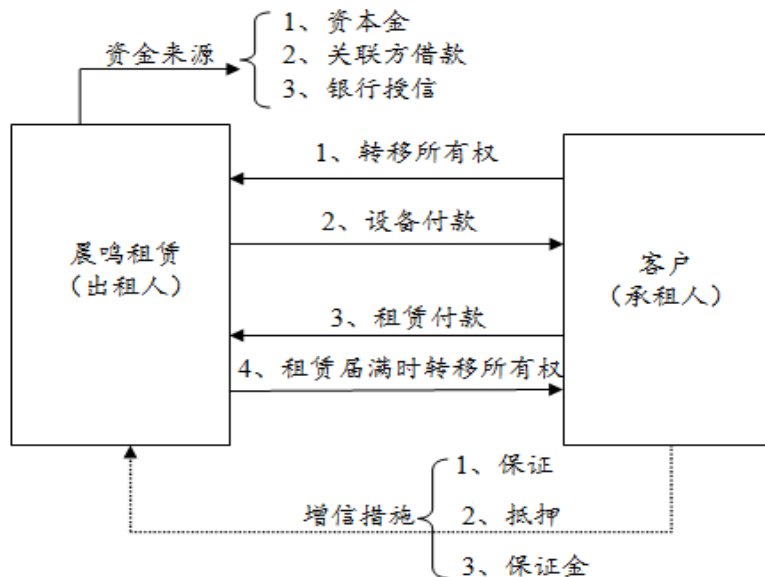 1、资本金
资金来源
2、关联方借款
3、银行授信
1、转移所有权
2、设备付款
晨鸣租赁
（出租人）
客户
（承租人）
3、租赁付款
4、租赁届满时转移所有权
1、保证
增信措施
2、抵押
3、保证金